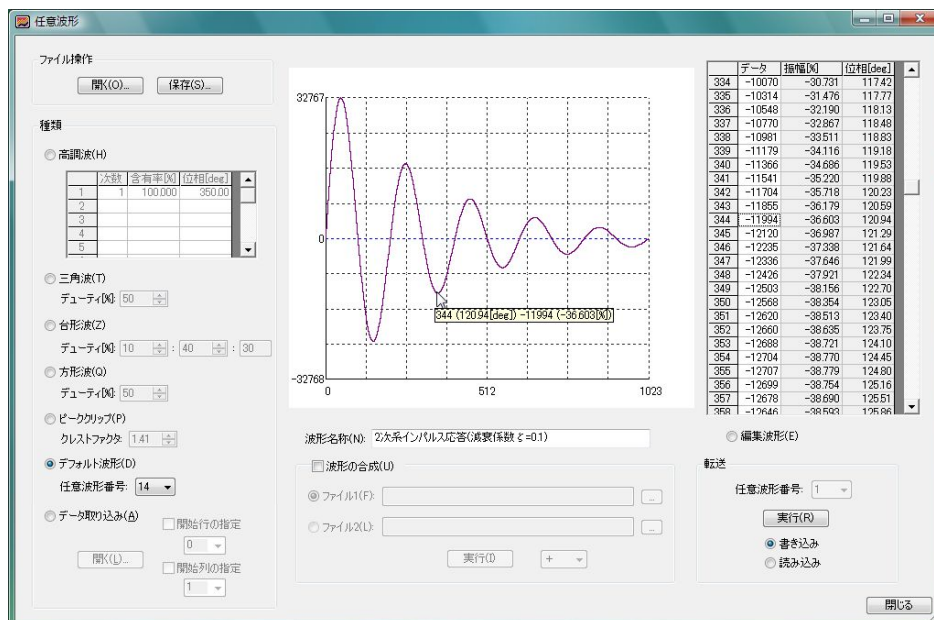 任意波形
ファイル操作
開く(O)... 保存(S)...
種類
高調波(H)
次数 含有率[%] 位相[deg]
1 1 100.000 350.00
2
3
4
5
三角波(T)
デューティ[%]: 50
台形波(Z)
デューティ[%]: 10 : 40 : 30
方形波(Q)
デューティ[%]: 50
ピーククリップ(P)
クレストファクタ: 1.41
デフォルト波形(D)
任意波形番号: 14
データ取り込み(A)
開始行の指定
0
開く(L)...
開始列の指定
1
32767
0
-32768
0 512 1023
344 (120.94[deg]) -11994 (-36.603[%])
波形名称(N): 2次系インパルス応答(減衰係数 ζ=0.1)
波形の合成(U)
ファイル1(F): ...
ファイル2(L): ...
実行(I) +
データ 振幅[%] 位相[deg]
334 -10070 -30.731 117.42
335 -10314 -31.476 117.77
336 -10548 -32.190 118.13
337 -10770 -32.867 118.48
338 -10981 -33.511 118.83
339 -11179 -34.116 119.18
340 -11366 -34.686 119.53
341 -11541 -35.220 119.88
342 -11704 -35.718 120.23
343 -11855 -36.179 120.59
344 -11994 -36.603 120.94
345 -12120 -36.987 121.29
346 -12235 -37.338 121.64
347 -12336 -37.646 121.99
348 -12426 -37.921 122.34
349 -12503 -38.156 122.70
350 -12568 -38.354 123.05
351 -12620 -38.513 123.40
352 -12660 -38.635 123.75
353 -12688 -38.721 124.10
354 -12704 -38.770 124.45
355 -12707 -38.779 124.80
356 -12699 -38.754 125.16
357 -12678 -38.690 125.51
358 -12646 -38.593 125.86
編集波形(E)
転送
任意波形番号: 1
実行(R)
書き込み
読み込み
閉じる